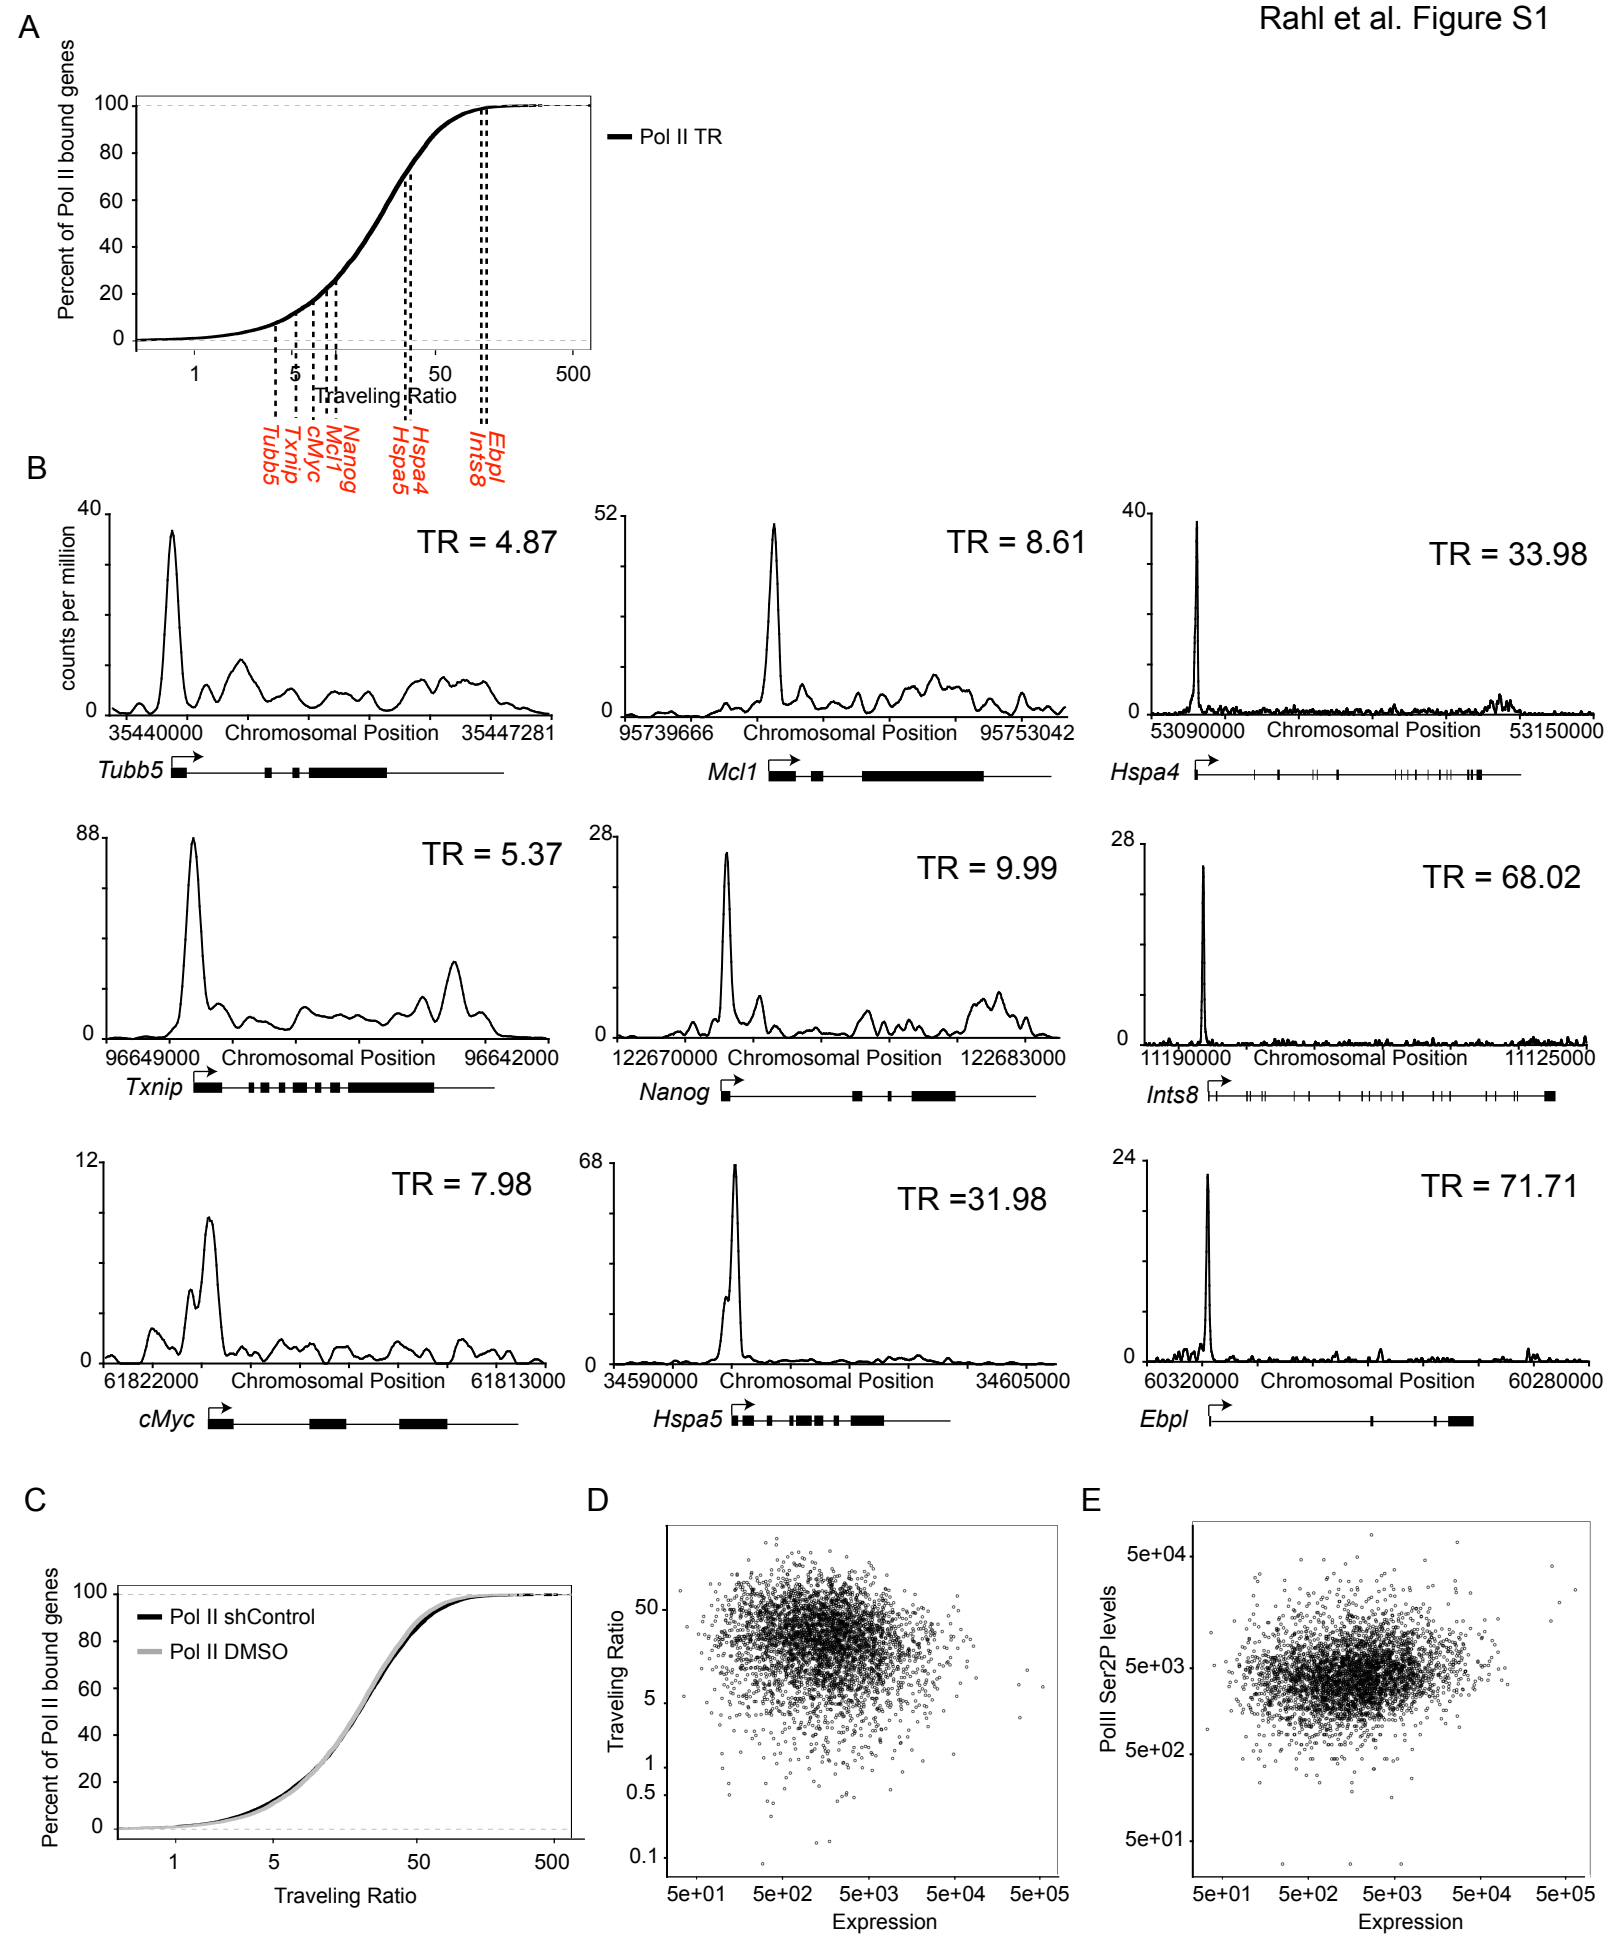 Rahl et al. Figure S1
A
Percent of Pol II bound genes
100
80
60
40
20
0
Pol II TR
1 5 50 500
Traveling Ratio
Tubb5 Txnip cMyc Mcl1 Nanog Hspa5 Hspa4 Ints8 Ebpl
B
counts per million
40
0
TR = 4.87
35440000 Chromosomal Position 35447281
Tubb5
52
0
TR = 8.61
95739666 Chromosomal Position 95753042
Mcl1
40
0
TR = 33.98
53090000 Chromosomal Position 53150000
Hspa4
88
0
TR = 5.37
96649000 Chromosomal Position 96642000
Txnip
28
0
TR = 9.99
122670000 Chromosomal Position 122683000
Nanog
28
0
TR = 68.02
11190000 Chromosomal Position 11125000
Ints8
12
0
TR = 7.98
61822000 Chromosomal Position 61813000
cMyc
68
0
TR =31.98
34590000 Chromosomal Position 34605000
Hspa5
24
0
TR = 71.71
60320000 Chromosomal Position 60280000
Ebpl
C
Percent of Pol II bound genes
100
80
60
40
20
0
Pol II shControl
Pol II DMSO
1 5 50 500
Traveling Ratio
D
Traveling Ratio
50
5
1
0.5
0.1
5e+01 5e+02 5e+03 5e+04 5e+05
Expression
E
PolII Ser2P levels
5e+04
5e+03
5e+02
5e+01
5e+01 5e+02 5e+03 5e+04 5e+05
Expression